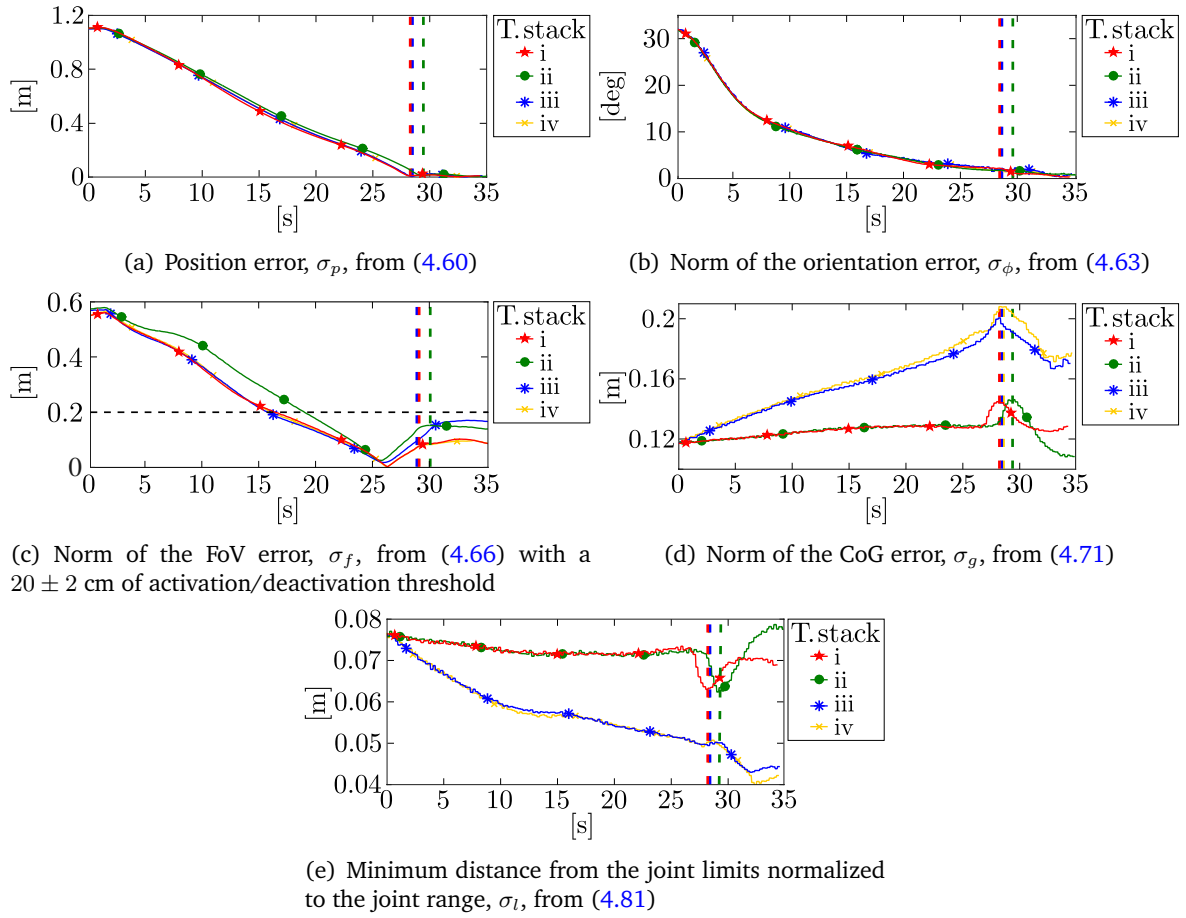 1.2
0.8
0.4
0
[m]
0 5 10 15 20 25 30 35
[s]
T. stack
i
ii
iii
iv
(a) Position error, σp, from (4.60)
30
20
10
0
[deg]
0 5 10 15 20 25 30 35
[s]
T. stack
i
ii
iii
iv
(b) Norm of the orientation error, σϕ, from (4.63)
0.6
0.4
0.2
0
[m]
0 5 10 15 20 25 30 35
[s]
T. stack
i
ii
iii
iv
(c) Norm of the FoV error, σf, from (4.66) with a
20 ± 2 cm of activation/deactivation threshold
0.2
0.16
0.12
[m]
0 5 10 15 20 25 30 35
[s]
T. stack
i
ii
iii
iv
(d) Norm of the CoG error, σg, from (4.71)
0.08
0.07
0.06
0.05
0.04
[m]
0 5 10 15 20 25 30 35
[s]
T. stack
i
ii
iii
iv
(e) Minimum distance from the joint limits normalized
to the joint range, σl, from (4.81)